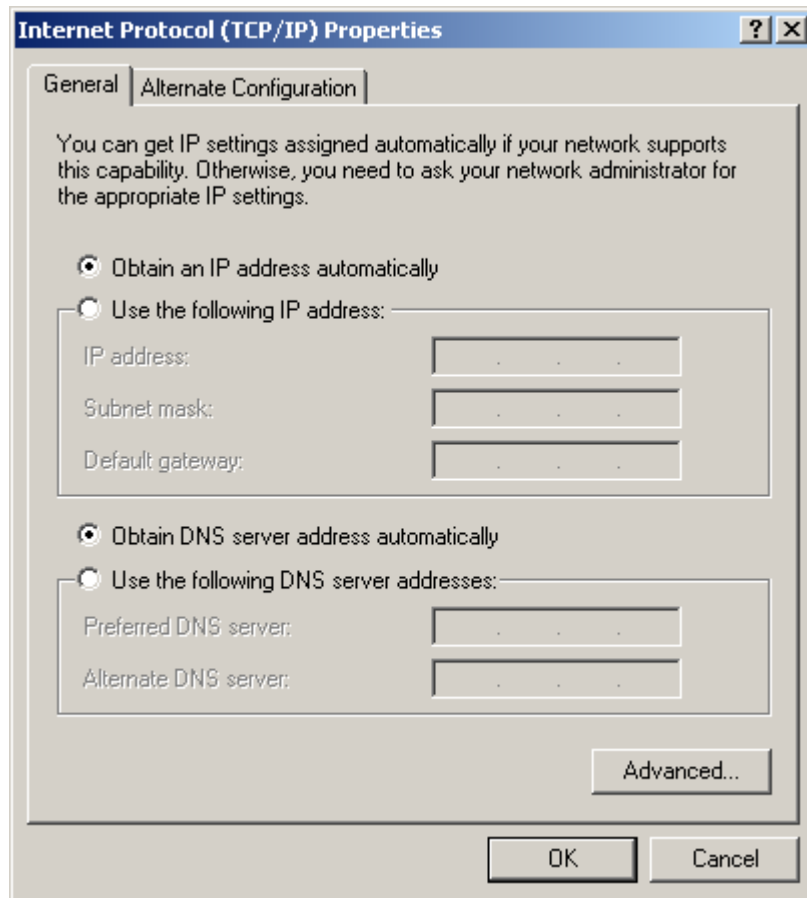 Internet Protocol (TCP/IP) Properties
General
Alternate Configuration
You can get IP settings assigned automatically if your network supports
this capability. Otherwise, you need to ask your network administrator for
the appropriate IP settings.
Obtain an IP address automatically
Use the following IP address:
IP address:
Subnet mask:
Default gateway:
Obtain DNS server address automatically
Use the following DNS server addresses:
Preferred DNS server:
Alternate DNS server:
Advanced...
OK
Cancel